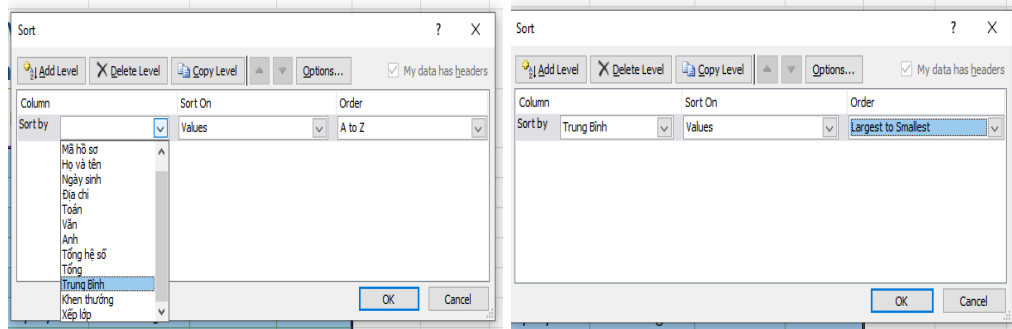 Sort ? X
Add Level Delete Level Copy Level Options... My data has headers
Column Sort On Order
Sort by Values A to Z
Mã hồ sơ
Họ và tên
Ngày sinh
Địa chỉ
Toán
Văn
Anh
Tổng hệ số
Tổng
Trung Bình
Khen thưởng
Xếp lớp
OK Cancel
Sort ? X
Add Level Delete Level Copy Level Options... My data has headers
Column Sort On Order
Sort by Trung Bình Values Largest to Smallest
OK Cancel